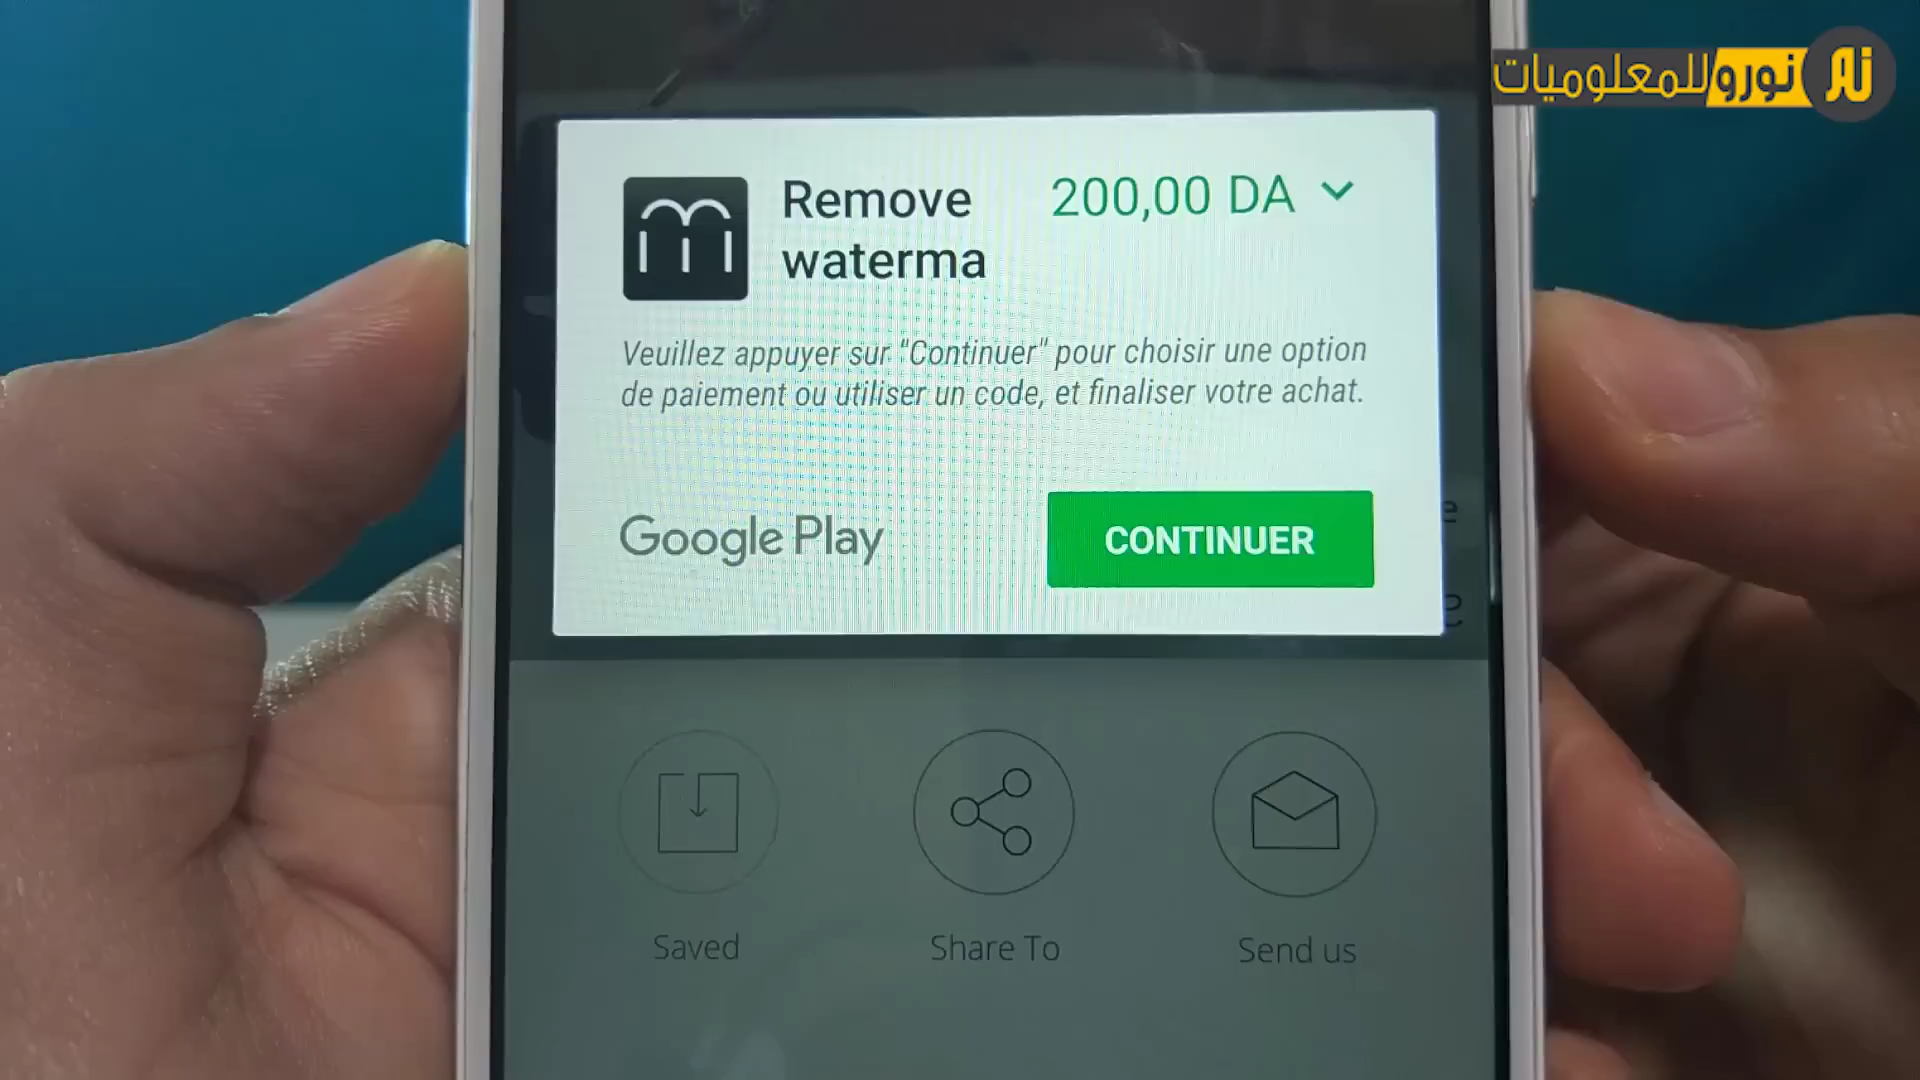 نورو للمعلوميات
Remove
waterma
200,00 DA
Veuillez appuyer sur "Continuer" pour choisir une option
de paiement ou utiliser un code, et finaliser votre achat.
Google Play
CONTINUER
Saved
Share To
Send us